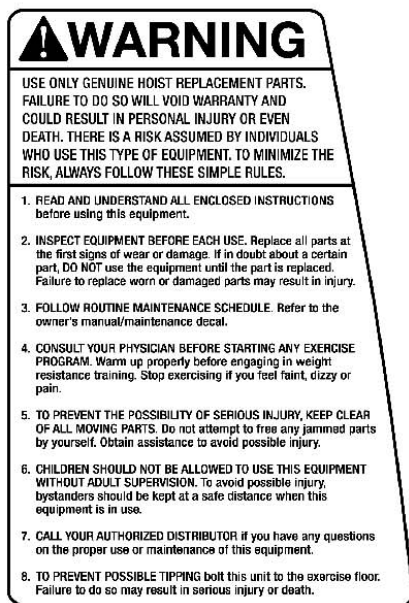 WARNING
USE ONLY GENUINE HOIST REPLACEMENT PARTS.
FAILURE TO DO SO WILL VOID WARRANTY AND
COULD RESULT IN PERSONAL INJURY OR EVEN
DEATH. THERE IS A RISK ASSUMED BY INDIVIDUALS
WHO USE THIS TYPE OF EQUIPMENT. TO MINIMIZE THE
RISK, ALWAYS FOLLOW THESE SIMPLE RULES.
1. READ AND UNDERSTAND ALL ENCLOSED INSTRUCTIONS
before using this equipment.
2. INSPECT EQUIPMENT BEFORE EACH USE. Replace all parts at
the first signs of wear or damage. If in doubt about a certain
part, DO NOT use the equipment until the part is replaced.
Failure to replace worn or damaged parts may result in injury.
3. FOLLOW ROUTINE MAINTENANCE SCHEDULE. Refer to the
owner's manual/maintenance decal.
4. CONSULT YOUR PHYSICIAN BEFORE STARTING ANY EXERCISE
PROGRAM. Warm up properly before engaging in weight
resistance training. Stop exercising if you feel faint, dizzy or
pain.
5. TO PREVENT THE POSSIBILITY OF SERIOUS INJURY, KEEP CLEAR
OF ALL MOVING PARTS. Do not attempt to free any jammed parts
by yourself. Obtain assistance to avoid possible injury.
6. CHILDREN SHOULD NOT BE ALLOWED TO USE THIS EQUIPMENT
WITHOUT ADULT SUPERVISION. To avoid possible injury,
bystanders should be kept at a safe distance when this
equipment is in use.
7. CALL YOUR AUTHORIZED DISTRIBUTOR if you have any questions
on the proper use or maintenance of this equipment.
8. TO PREVENT POSSIBLE TIPPING bolt this unit to the exercise floor.
Failure to do so may result in serious injury or death.